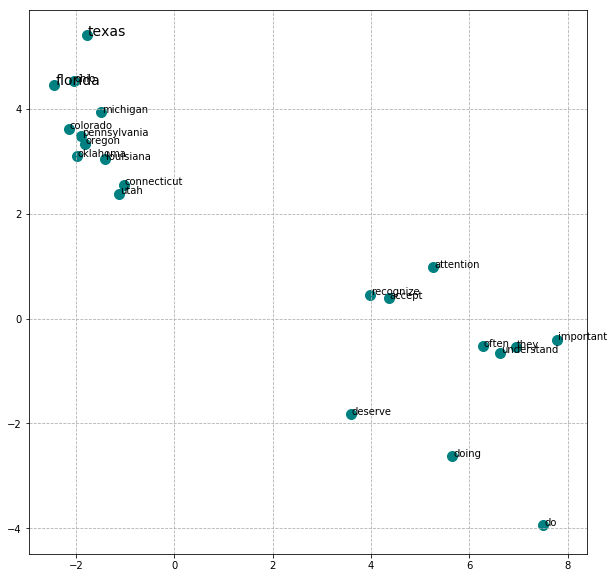 texas
florida
ohio
michigan
colorado
pennsylvania
oregon
oklahoma
louisiana
connecticut
utah
attention
recognize
accept
often
they
important
understand
deserve
doing
do
4
2
0
−2
−4
−2
0
2
4
6
8